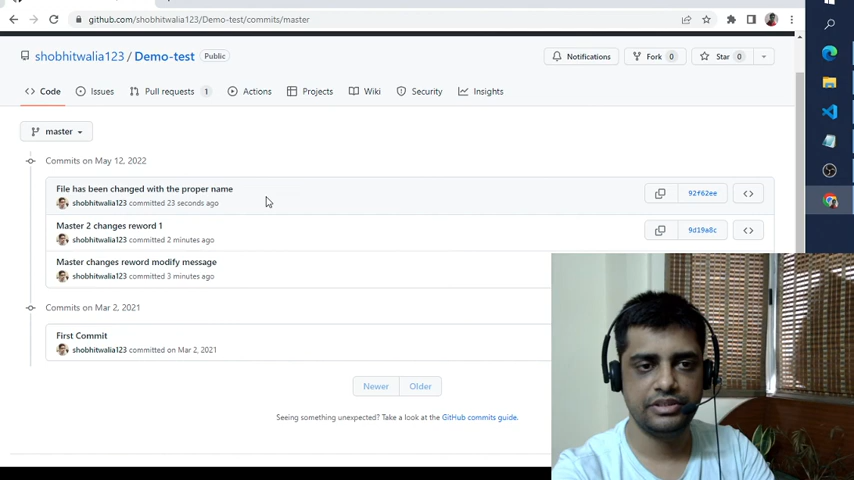 github.com/shobhitwalia123/Demo-test/commits/master
shobhitwalia123 / Demo-test Public
Notifications Fork 0 Star 0
Code Issues Pull requests 1 Actions Projects Wiki Security Insights
master
Commits on May 12, 2022
File has been changed with the proper name
shobhitwalia123 committed 23 seconds ago
92f62ee
Master 2 changes reword 1
shobhitwalia123 committed 2 minutes ago
9d19a8c
Master changes reword modify message
shobhitwalia123 committed 3 minutes ago
Commits on Mar 2, 2021
First Commit
shobhitwalia123 committed on Mar 2, 2021
Newer Older
Seeing something unexpected? Take a look at the GitHub commits guide.